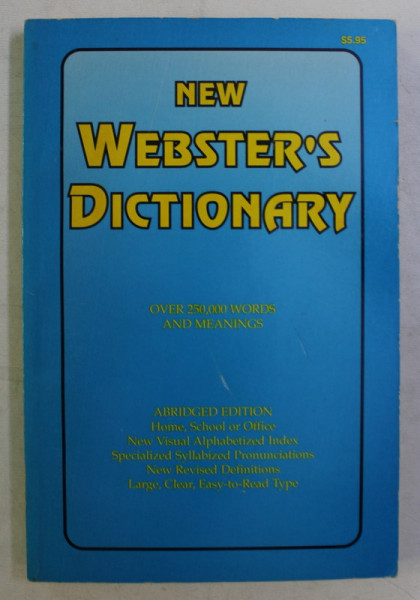 $5.95
NEW
WEBSTER'S
DICTIONARY
OVER 250,000 WORDS
AND MEANINGS
ABRIDGED EDITION
Home, School or Office
New Visual Alphabetized Index
Specialized Syllabized Pronunciations
New Revised Definitions
Large, Clear, Easy-to-Read Type